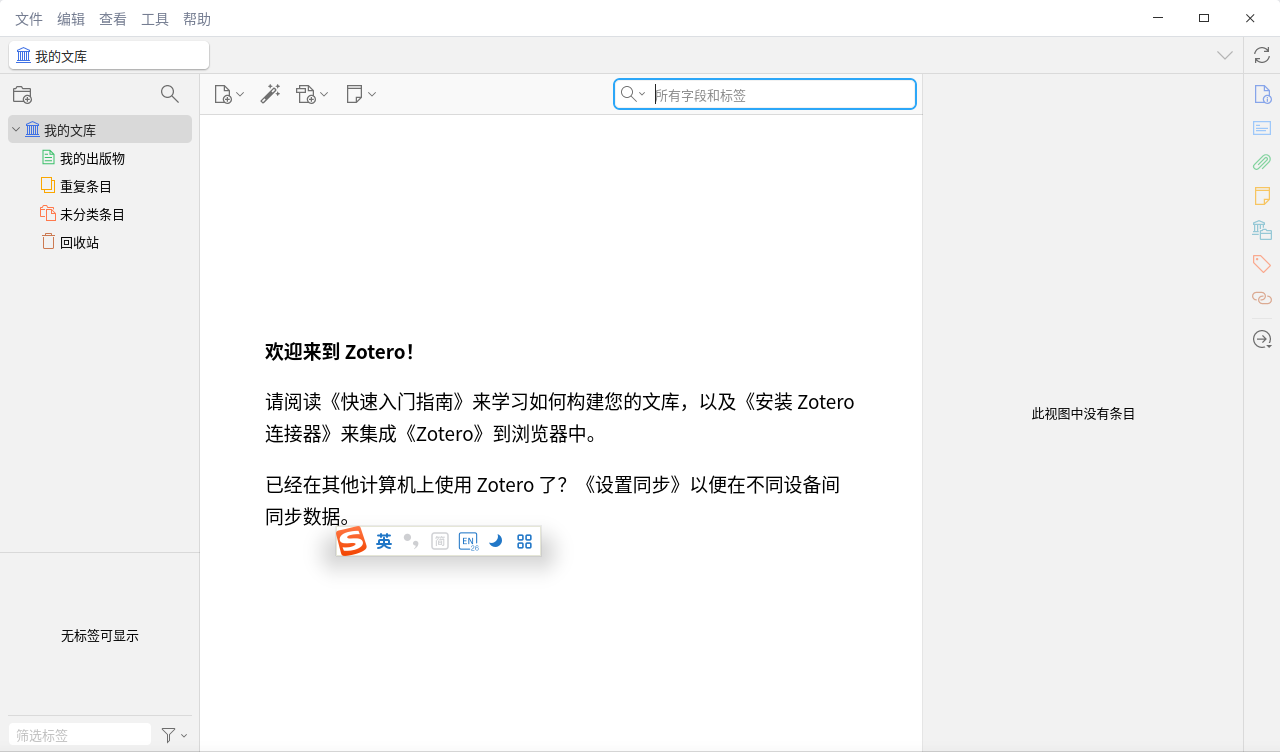 文件 编辑 查看 工具 帮助
我的文库
所有字段和标签
我的文库
我的出版物
重复条目
未分类条目
回收站
欢迎来到 Zotero！
请阅读《快速入门指南》来学习如何构建您的文库，以及《安装 Zotero
连接器》来集成《Zotero》到浏览器中。
已经在其他计算机上使用 Zotero 了？《设置同步》以便在不同设备间
同步数据。
此视图中没有条目
S 英 简 EN 26
无标签可显示
筛选标签